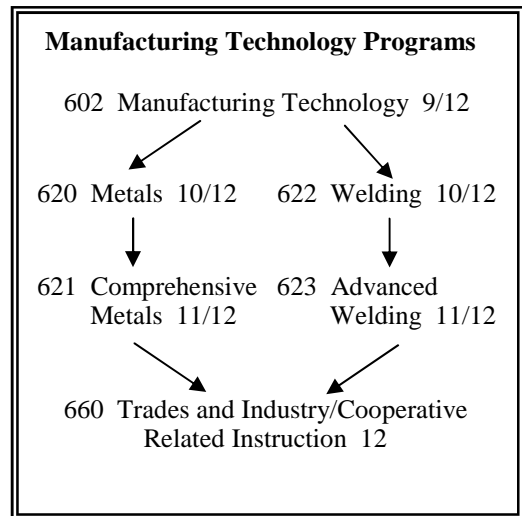 Manufacturing Technology Programs
602 Manufacturing Technology 9/12
620 Metals 10/12 622 Welding 10/12
621 Comprehensive Metals 11/12
623 Advanced Welding 11/12
660 Trades and Industry/Cooperative
Related Instruction 12